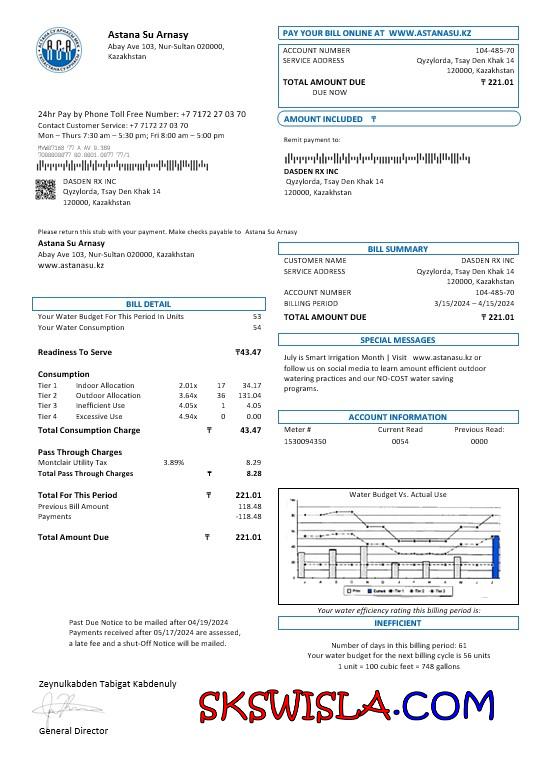 Astana Su Arnasy
Abay Ave 103, Nur-Sultan 020000,
Kazakhstan
PAY YOUR BILL ONLINE AT WWW.ASTANASU.KZ
ACCOUNT NUMBER 104-485-70
SERVICE ADDRESS Qyzylorda, Tsay Den Khak 14
120000, Kazakhstan
TOTAL AMOUNT DUE ₸ 221.01
DUE NOW
AMOUNT INCLUDED ₸
24hr Pay by Phone Toll Free Number: +7 7172 27 03 70
Contact Customer Service: +7 7172 27 03 70
Mon – Thurs 7:30 am – 5:30 pm; Fri 8:00 am – 5:00 pm
Remit payment to:
DASDEN RX INC
Qyzylorda, Tsay Den Khak 14
120000, Kazakhstan
DASDEN RX INC
Qyzylorda, Tsay Den Khak 14
120000, Kazakhstan
Please return this stub with your payment. Make checks payable to Astana Su Arnasy
Astana Su Arnasy
Abay Ave 103, Nur-Sultan 020000, Kazakhstan
www.astanasu.kz
BILL SUMMARY
CUSTOMER NAME DASDEN RX INC
SERVICE ADDRESS Qyzylorda, Tsay Den Khak 14
120000, Kazakhstan
ACCOUNT NUMBER 104-485-70
BILLING PERIOD 3/15/2024 – 4/15/2024
TOTAL AMOUNT DUE ₸ 221.01
BILL DETAIL
Your Water Budget For This Period In Units 53
Your Water Consumption 54
Readiness To Serve ₸43.47
Consumption
Tier 1 Indoor Allocation 2.01x 17 34.17
Tier 2 Outdoor Allocation 3.64x 36 131.04
Tier 3 Inefficient Use 4.05x 1 4.05
Tier 4 Excessive Use 4.94x 0 0.00
Total Consumption Charge ₸ 43.47
Pass Through Charges
Montclair Utility Tax 3.89% 8.29
Total Pass Through Charges ₸ 8.28
Total For This Period ₸ 221.01
Previous Bill Amount 118.48
Payments -118.48
Total Amount Due ₸ 221.01
SPECIAL MESSAGES
July is Smart Irrigation Month | Visit www.astanasu.kz or
follow us on social media to learn amount efficient outdoor
watering practices and our NO-COST water saving
programs.
ACCOUNT INFORMATION
Meter # Current Read Previous Read:
1530094350 0054 0000
Water Budget Vs. Actual Use
Your water efficiency rating this billing period is:
INEFFICIENT
Number of days in this billing period: 61
Your water budget for the next billing cycle is 56 units
1 unit = 100 cubic feet = 748 gallons
Past Due Notice to be mailed after 04/19/2024
Payments received after 05/17/2024 are assessed,
a late fee and a shut-Off Notice will be mailed.
Zeynulkabden Tabigat Kabdenuly
General Director
SKSWISLA.COM